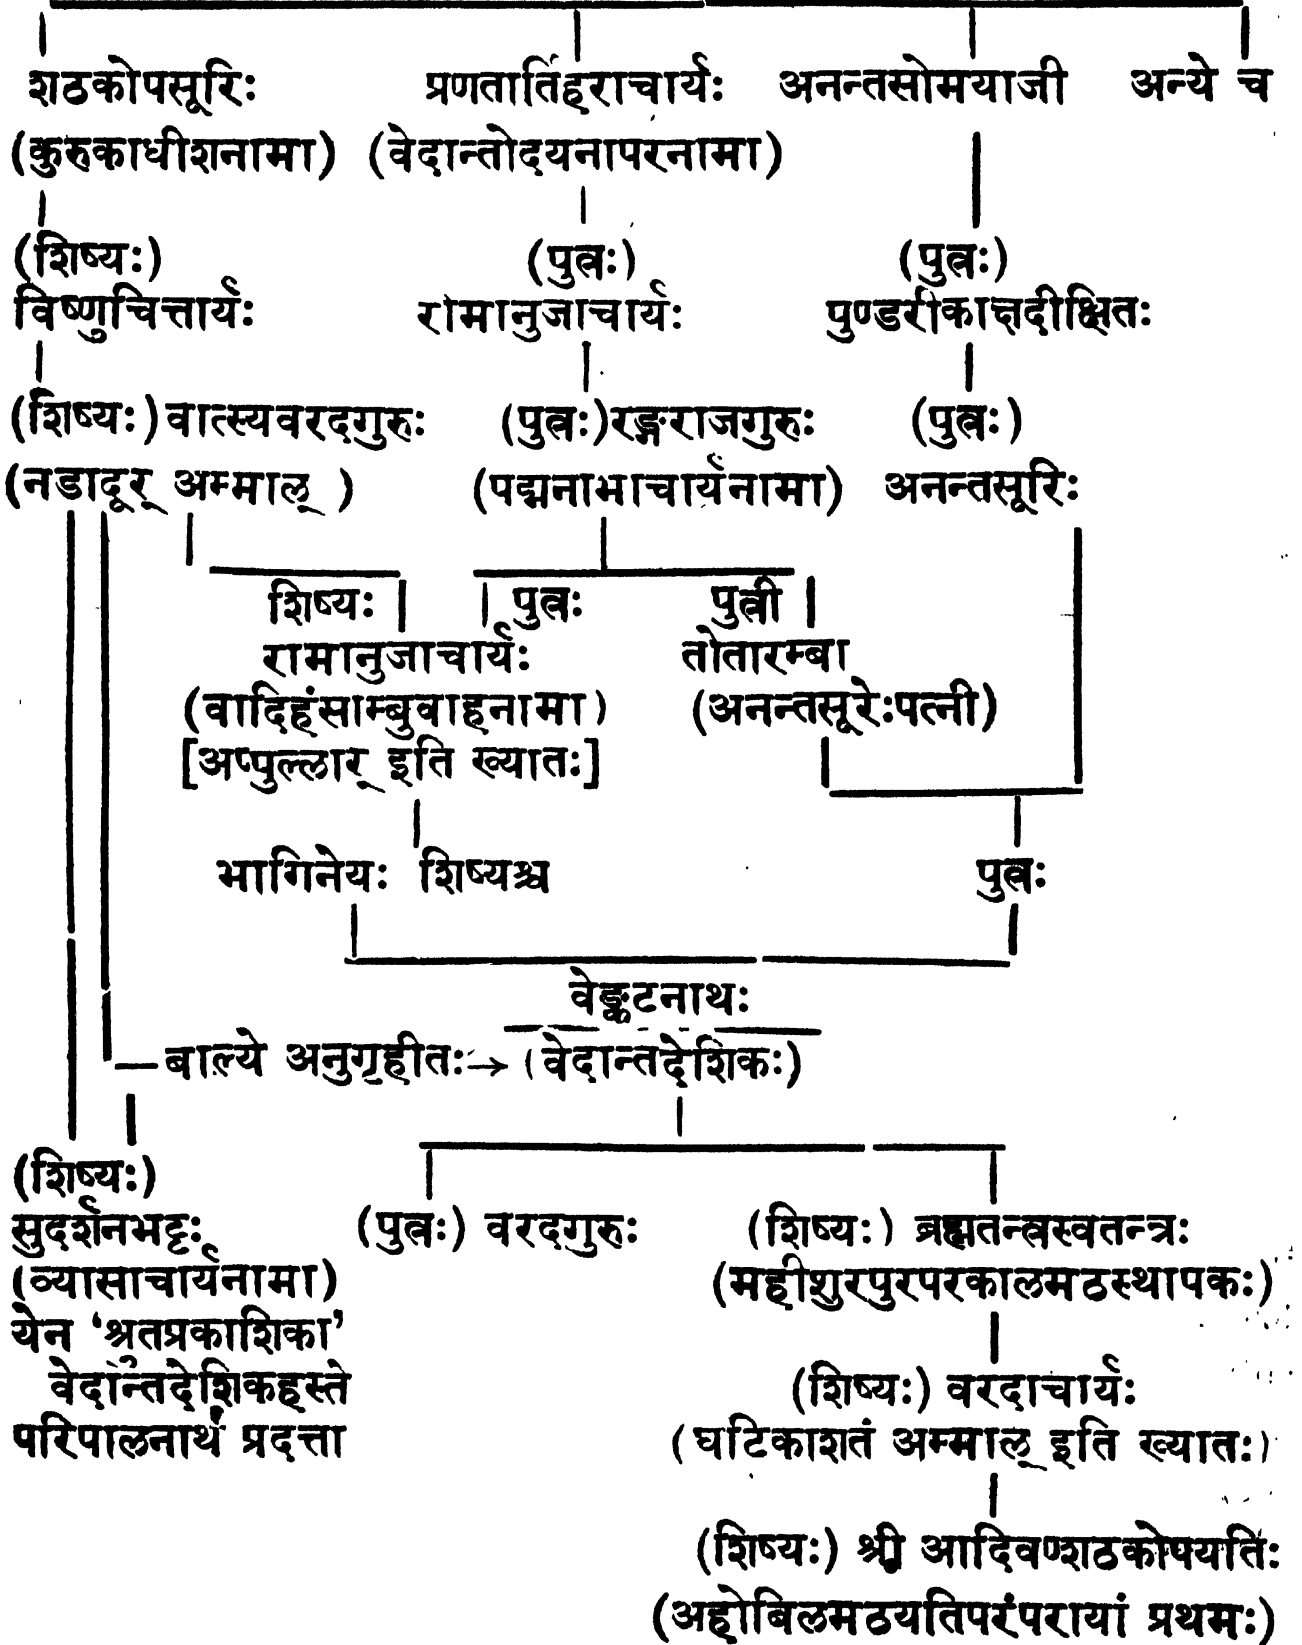 शठकोपसूरिः प्रणतार्तिहराचार्यः अनन्तसोमयाजी अन्ये च
(कुरुकाधीशनामा) (वेदान्तोदयनापरनामा)
(शिष्यः) (पुत्रः) (पुत्रः)
विष्णुचित्तार्यः रामानुजाचार्यः पुण्डरीकाक्षदीक्षितः
(शिष्यः) वात्स्यवरदगुरुः (पुत्रः) रङ्गराजगुरुः (पुत्रः)
(नडादूर् अम्माल् ) (पद्मनाभाचार्यनामा) अनन्तसूरिः
शिष्यः पुत्रः पुत्री
रामानुजाचार्यः तोतारम्बा
(वादिहंसाम्बुवाहनामा) (अनन्तसूरेःपत्नी)
[अप्पुल्लार् इति ख्यातः]
भागिनेयः शिष्यश्च पुत्रः
वेङ्कटनाथः
बाल्ये अनुगृहीतः→ (वेदान्तदेशिकः)
(शिष्यः)
सुदर्शनभट्टः (पुत्रः) वरदगुरुः (शिष्यः) ब्रह्मतन्त्रस्वतन्त्रः
(व्यासाचार्यनामा) (महीशुरपुरपरकालमठस्थापकः)
येन ‘श्रुतप्रकाशिका’
वेदान्तदेशिकहस्ते (शिष्यः) वरदाचार्यः
परिपालनार्थं प्रदत्ता (घटिकाशतं अम्माल् इति ख्यातः)
(शिष्यः) श्री आदिवण्शठकोपयतिः
(अहोबिलमठयतिपरंपरायां प्रथमः)